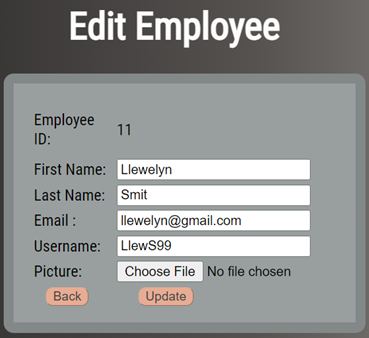 Edit Employee
Employee
ID: 11
First Name: Llewelyn
Last Name: Smit
Email : llewelyn@gmail.com
Username: LlewS99
Picture: Choose File No file chosen
Back Update